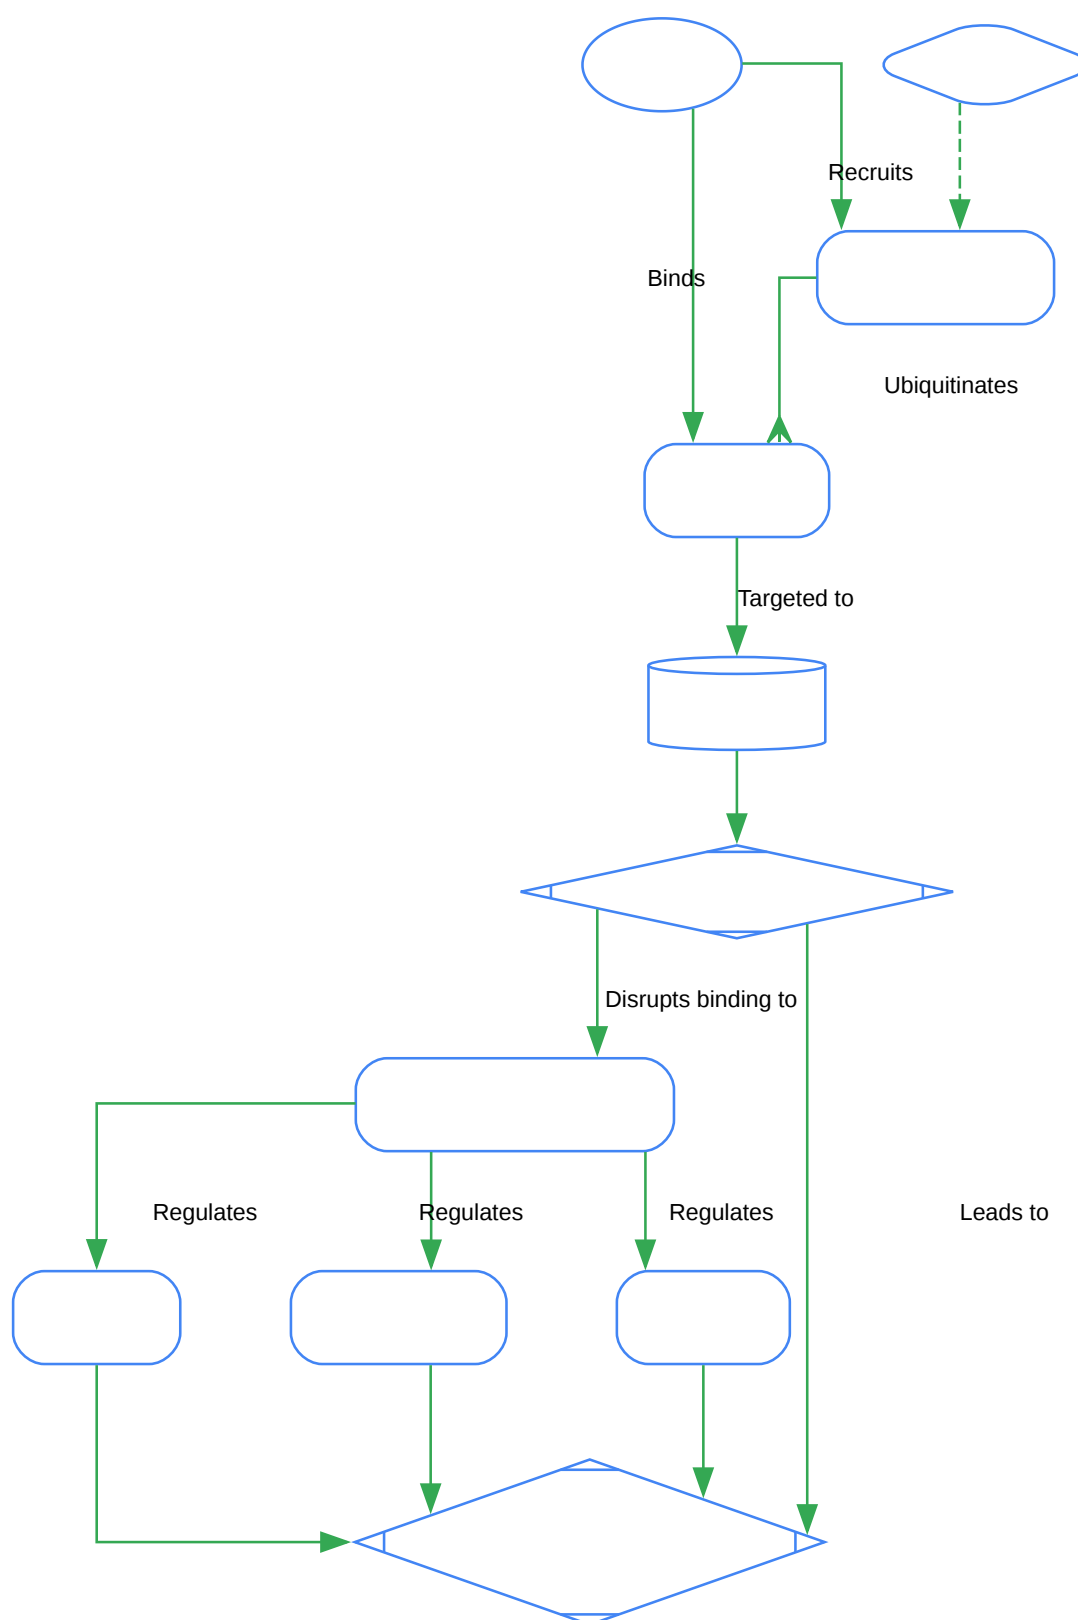 Recruits
Binds
Ubiquitinates
Targeted to
Disrupts binding to
Regulates
Regulates
Regulates
Leads to